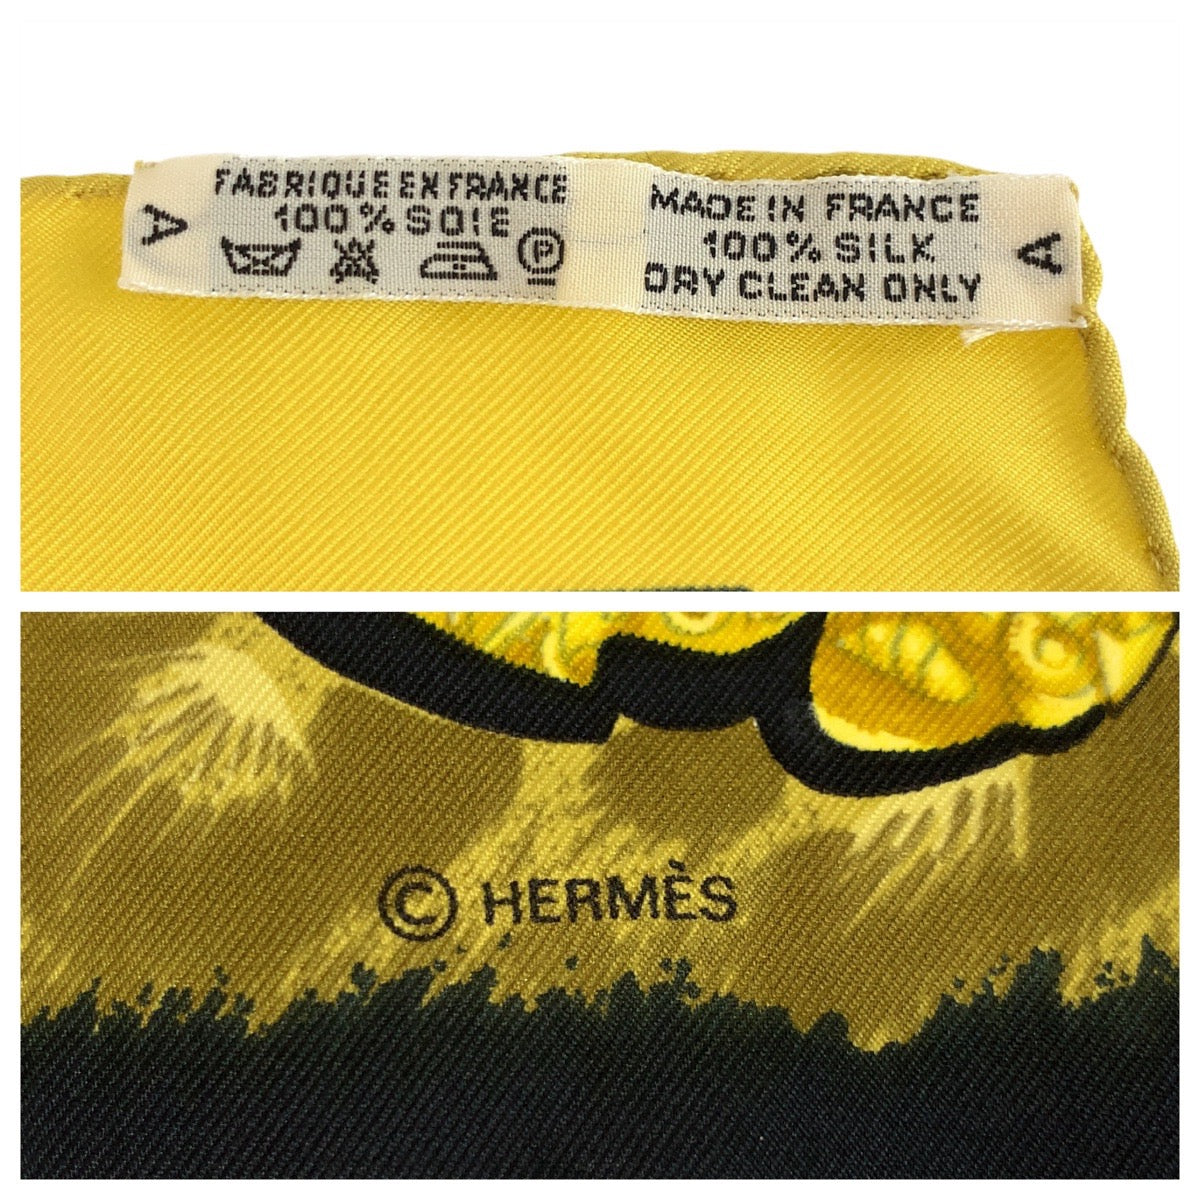 FABRIQUE EN FRANCE
100% SOIE
A
P
MADE IN FRANCE
100% SILK
DRY CLEAN ONLY
A
© HERMÈS